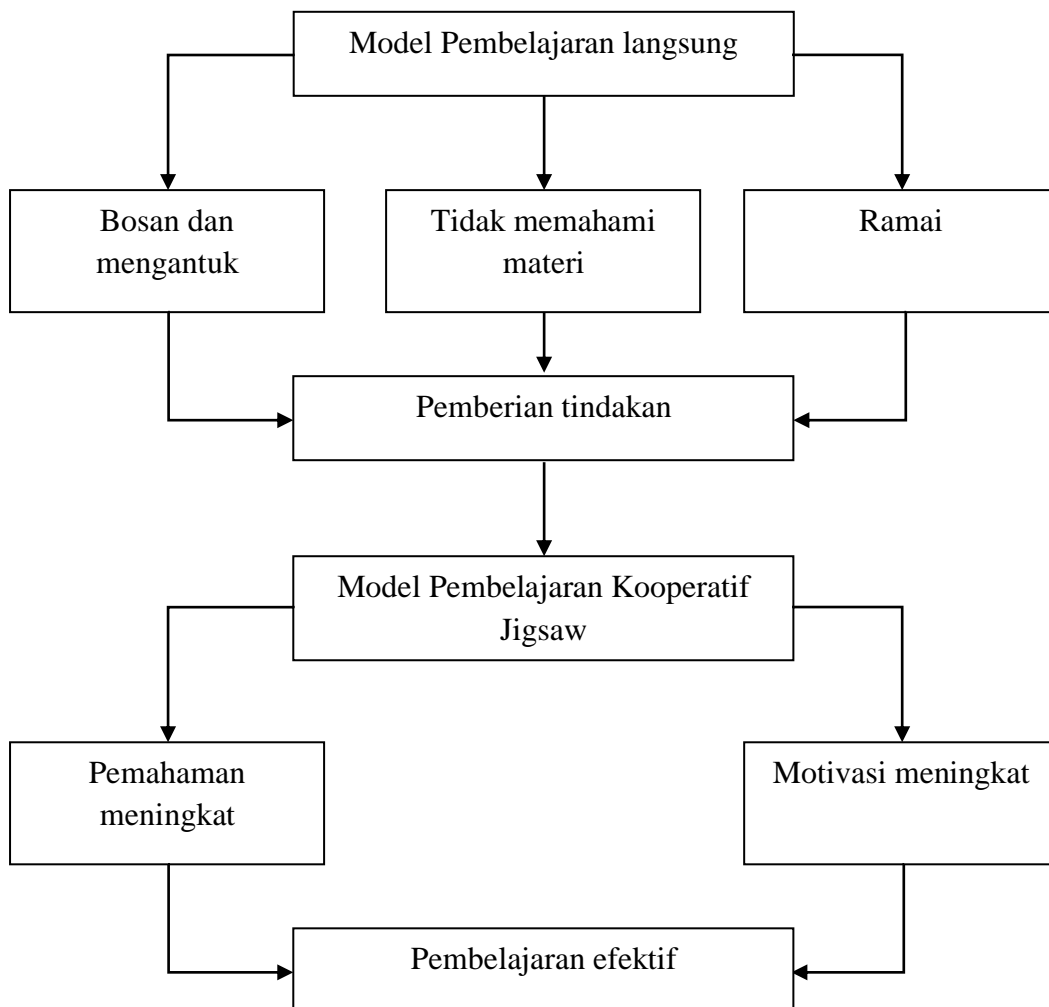 Model Pembelajaran langsung
Bosan dan
mengantuk
Tidak memahami
materi
Ramai
Pemberian tindakan
Model Pembelajaran Kooperatif
Jigsaw
Pemahaman
meningkat
Motivasi meningkat
Pembelajaran efektif